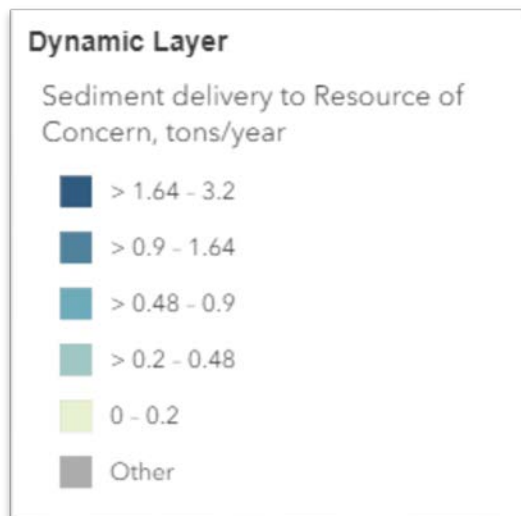 Dynamic Layer
Sediment delivery to Resource of
Concern, tons/year
> 1.64 - 3.2
> 0.9 - 1.64
> 0.48 - 0.9
> 0.2 - 0.48
0 - 0.2
Other